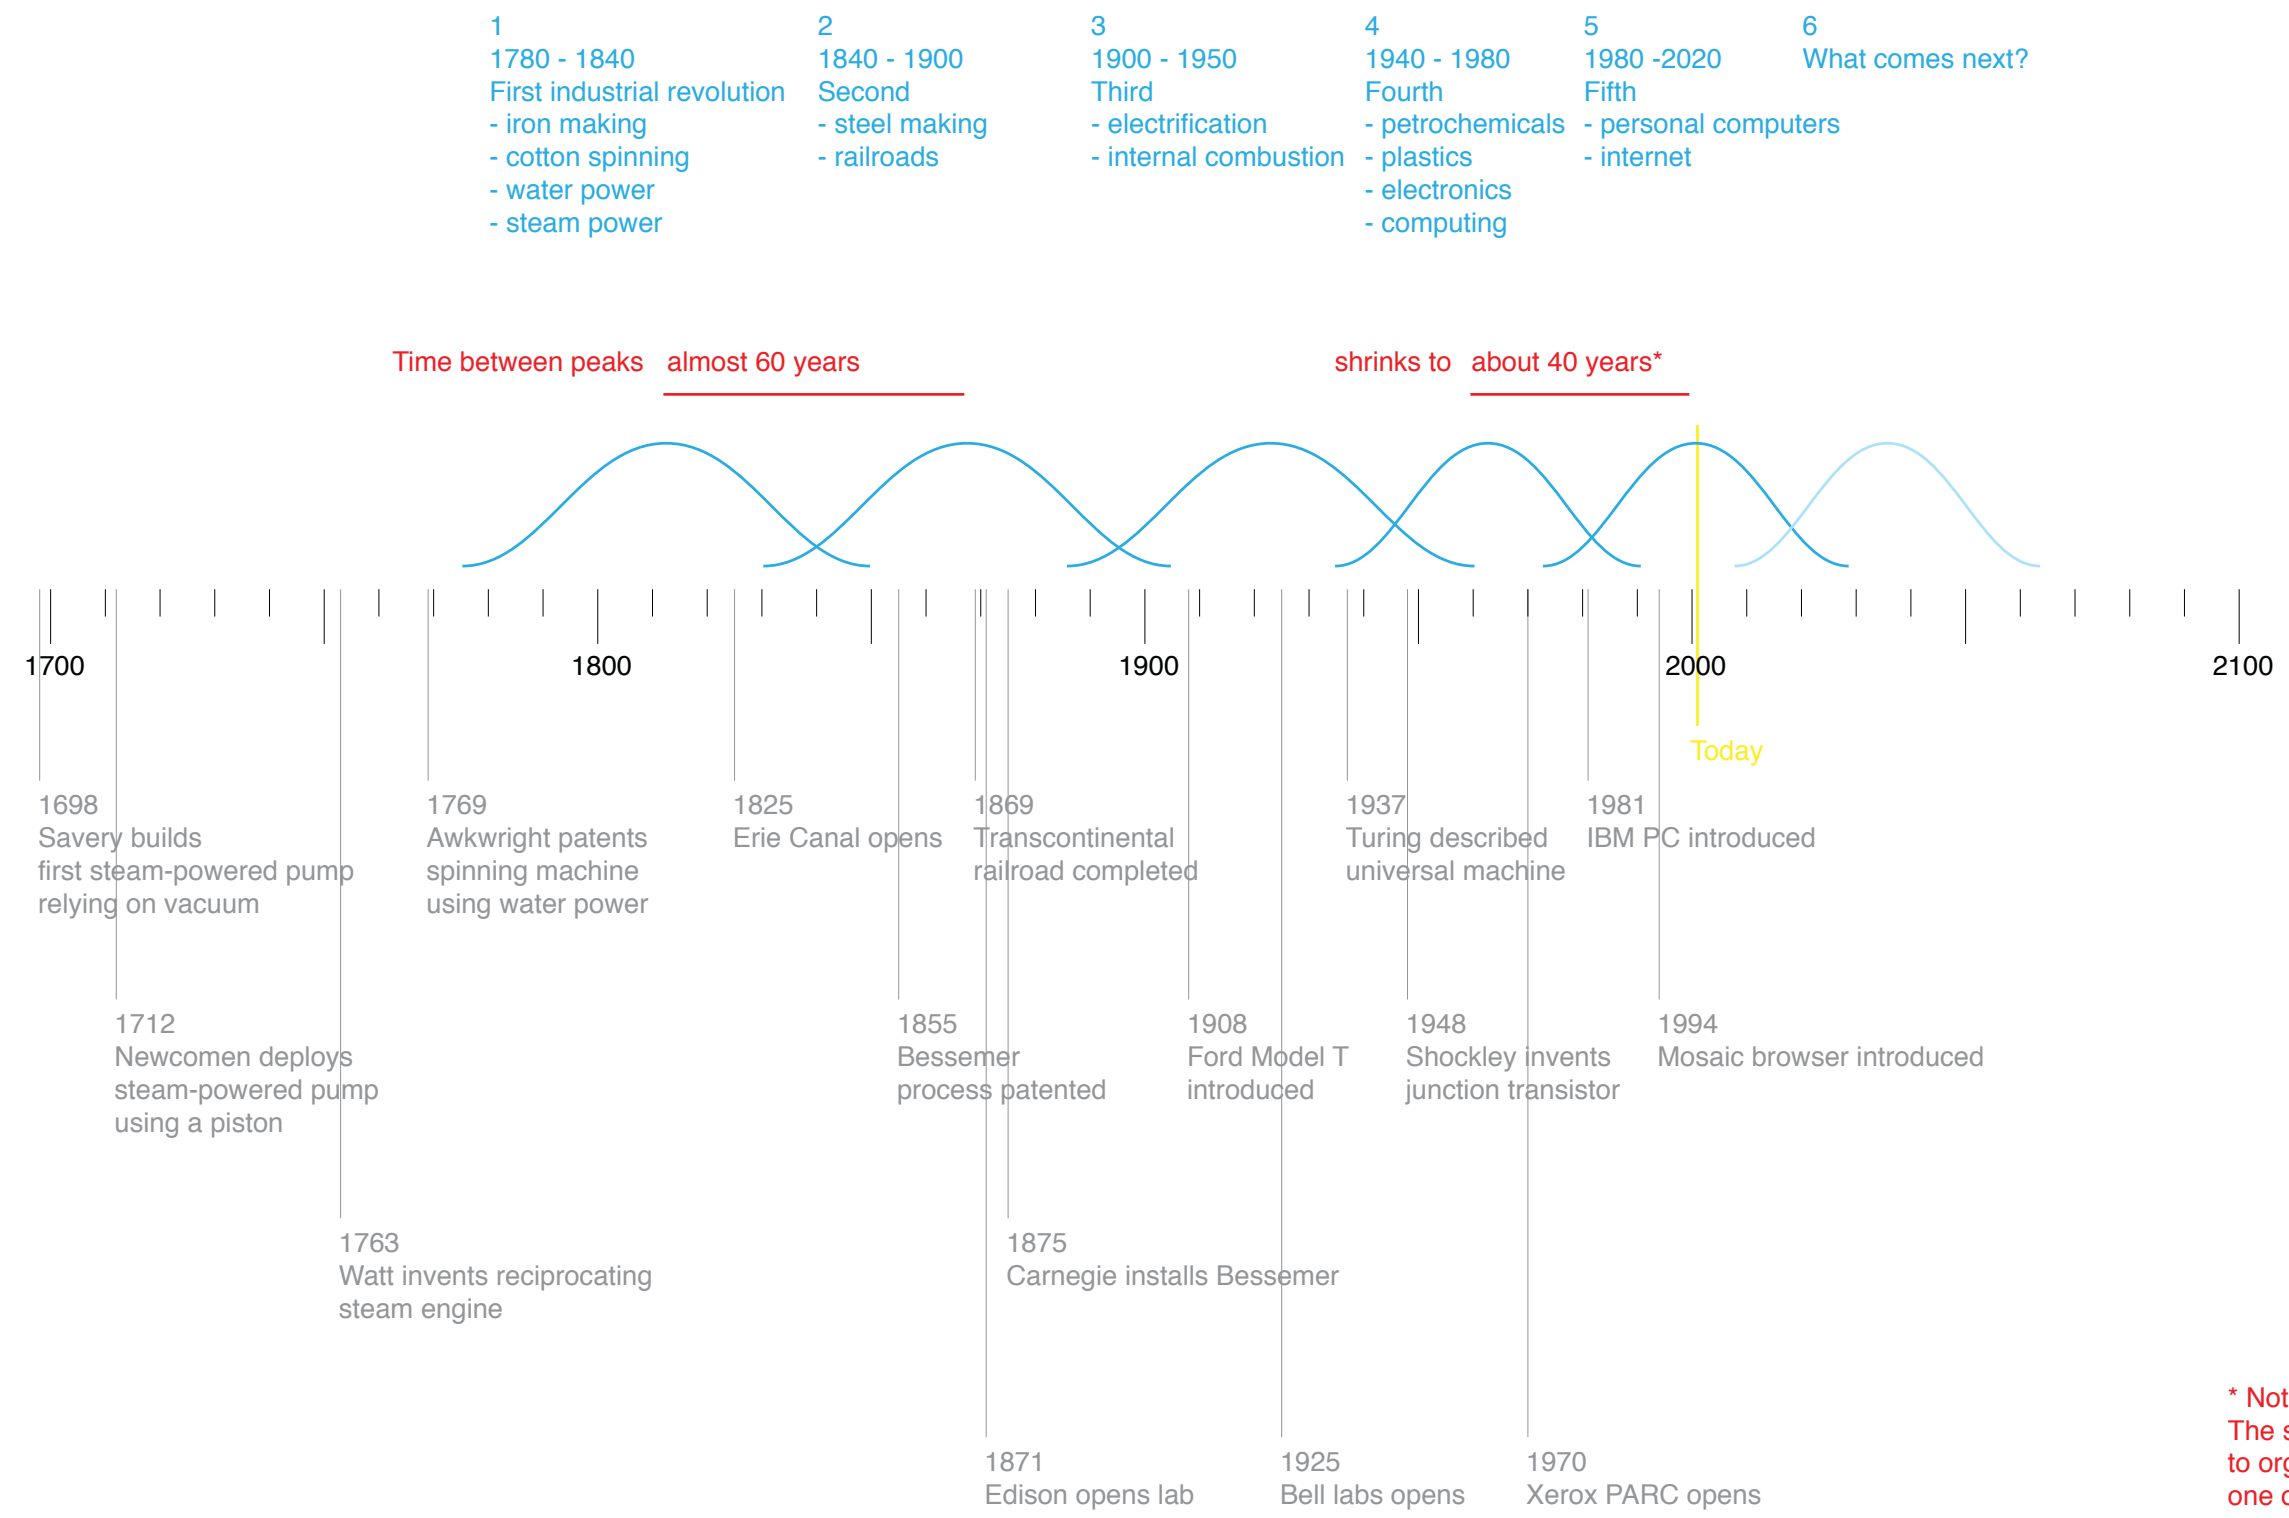 1
1780 - 1840
First industrial revolution
- iron making
- cotton spinning
- water power
- steam power
2
1840 - 1900
Second
- steel making
- railroads
3
1900 - 1950
Third
- electrification
- internal combustion
4
1940 - 1980
Fourth
- petrochemicals
- plastics
- electronics
- computing
5
1980 -2020
Fifth
- personal computers
- internet
6
What comes next?
Time between peaks almost 60 years
shrinks to about 40 years*
1700
1800
1900
2000
2100
Today
1698
Savery builds
first steam-powered pump
relying on vacuum
1769
Awkwright patents
spinning machine
using water power
1825
Erie Canal opens
1869
Transcontinental
railroad completed
1937
Turing described
universal machine
1981
IBM PC introduced
1712
Newcomen deploys
steam-powered pump
using a piston
1855
Bessemer
process patented
1908
Ford Model T
introduced
1948
Shockley invents
junction transistor
1994
Mosaic browser introduced
1763
Watt invents reciprocating
steam engine
1875
Carnegie installs Bessemer
1871
Edison opens lab
1925
Bell labs opens
1970
Xerox PARC opens
* Not
The
to
one